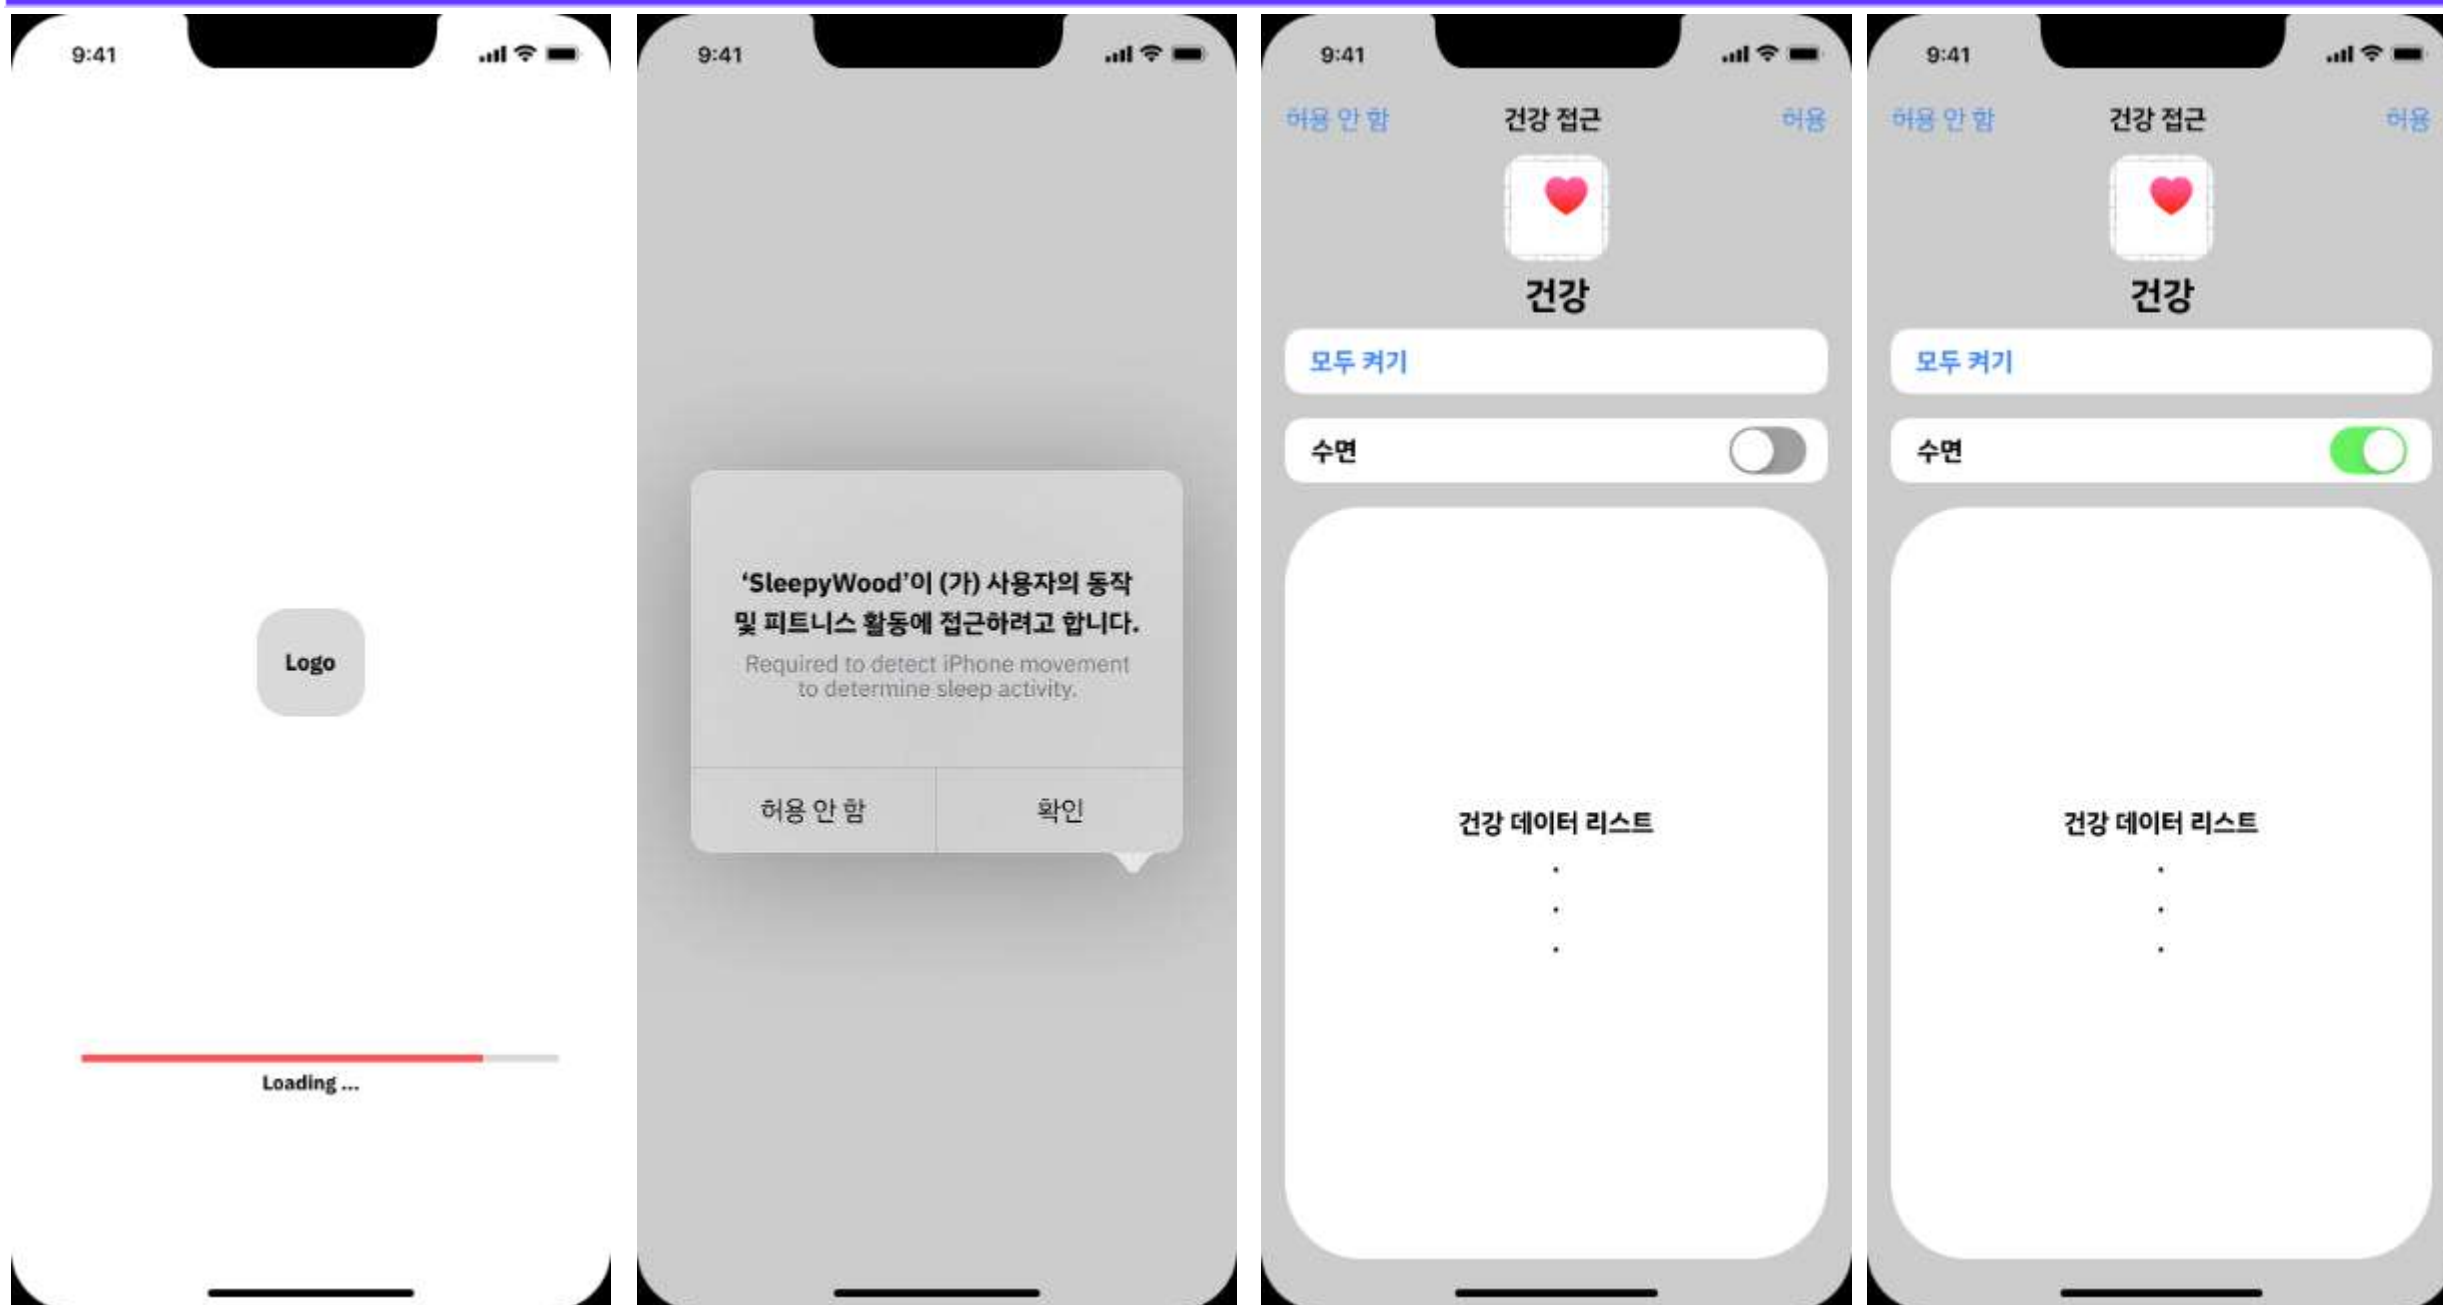 9:41
Logo
Loading ...
9:41
‘SleepyWood’이 (가) 사용자의 동작
및 피트니스 활동에 접근하려고 합니다.
Required to detect iPhone movement
to determine sleep activity.
허용 안 함
확인
9:41
허용 안 함
건강 접근
허용
건강
모두 켜기
수면
건강 데이터 리스트
.
.
.
9:41
허용 안 함
건강 접근
허용
건강
모두 켜기
수면
건강 데이터 리스트
.
.
.